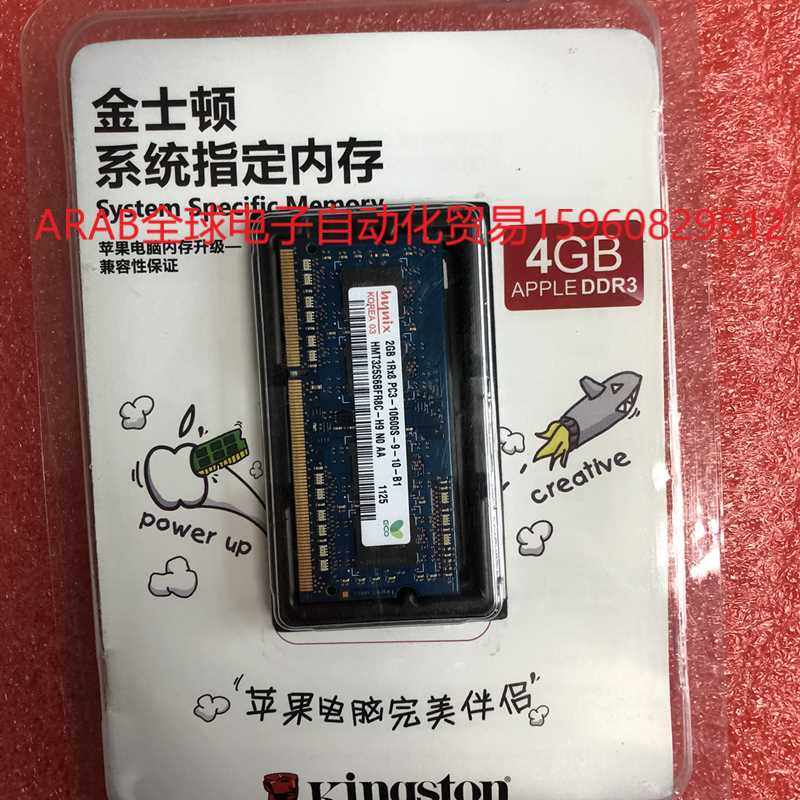 金士顿
系统指定内存
System Specific Memory
ARAB全球电子自动化贸易15960829512
苹果电脑内存升级—
兼容性保证
4GB
APPLE DDR3
hynix
KOREA 03
2GB 1Rx8 PC3-10600S-9-10-B1
HMT325S6BFR8C-H9 N0 AA
1125
ECO
power up
creative
"苹果电脑完美伴侣"
Kingston